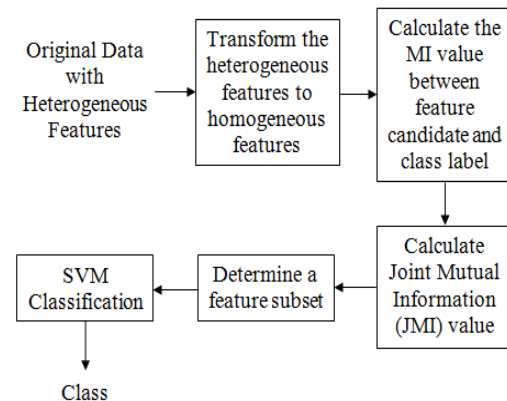 Original Data
with
Heterogeneous
Features
Transform the
heterogeneous
features to
homogeneous
features
Calculate the
MI value
between
feature
candidate and
class label
Calculate
Joint Mutual
Information
(JMI) value
Determine a
feature subset
SVM
Classification
Class